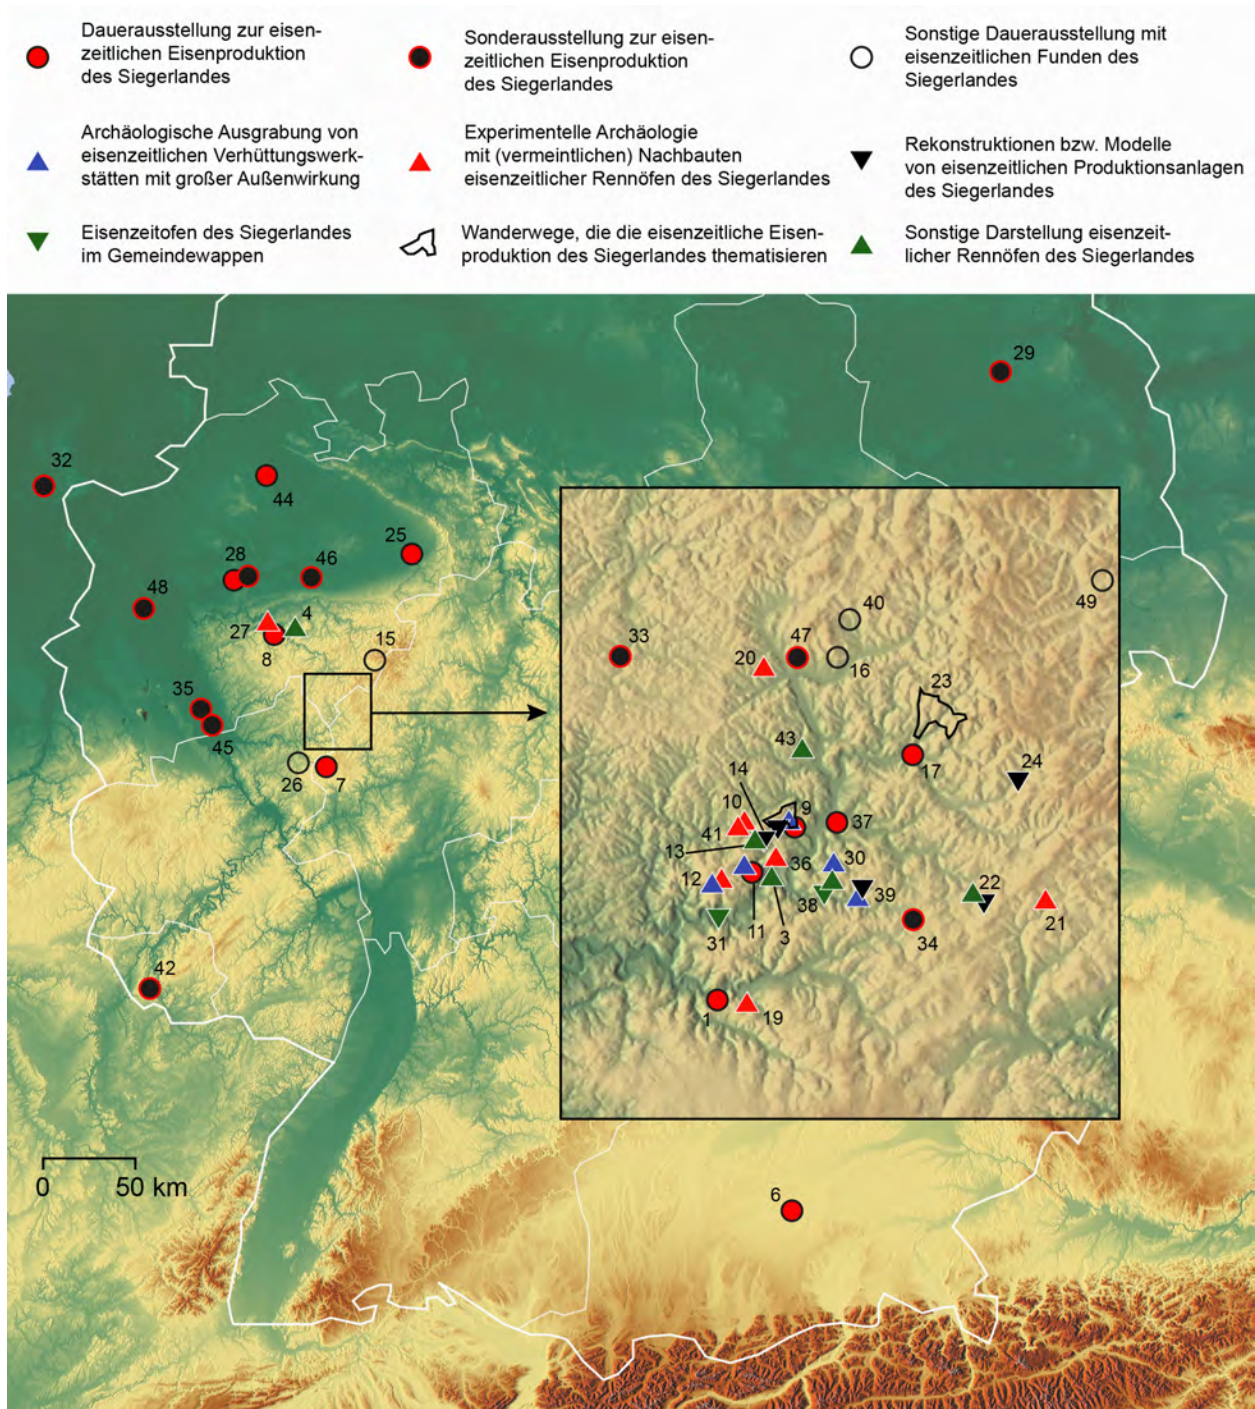 Dauerausstellung zur eisen-
zeitlichen Eisenproduktion
des Siegerlandes
Sonderausstellung zur eisen-
zeitlichen Eisenproduktion
des Siegerlandes
Sonstige Dauerausstellung mit
eisenzeitlichen Funden des
Siegerlandes
Archäologische Ausgrabung von
eisenzeitlichen Verhüttungswerk-
stätten mit großer Außenwirkung
Experimentelle Archäologie
mit (vermeintlichen) Nachbauten
eisenzeitlicher Rennöfen des Siegerlandes
Rekonstruktionen bzw. Modelle
von eisenzeitlichen Produktionsanlagen
des Siegerlandes
Eisenzeitofen des Siegerlandes
im Gemeindewappen
Wanderwege, die die eisenzeitliche Eisen-
produktion des Siegerlandes thematisieren
Sonstige Darstellung eisenzeit-
licher Rennöfen des Siegerlandes
29
32
44
25
28
46
48
4
27
8
15
35
45
26
7
42
40
49
33
47
16
20
23
43
17
24
14
10
9
37
41
13
36
30
12
22
39
38
21
31
11
3
34
1
19
6
0 50 km